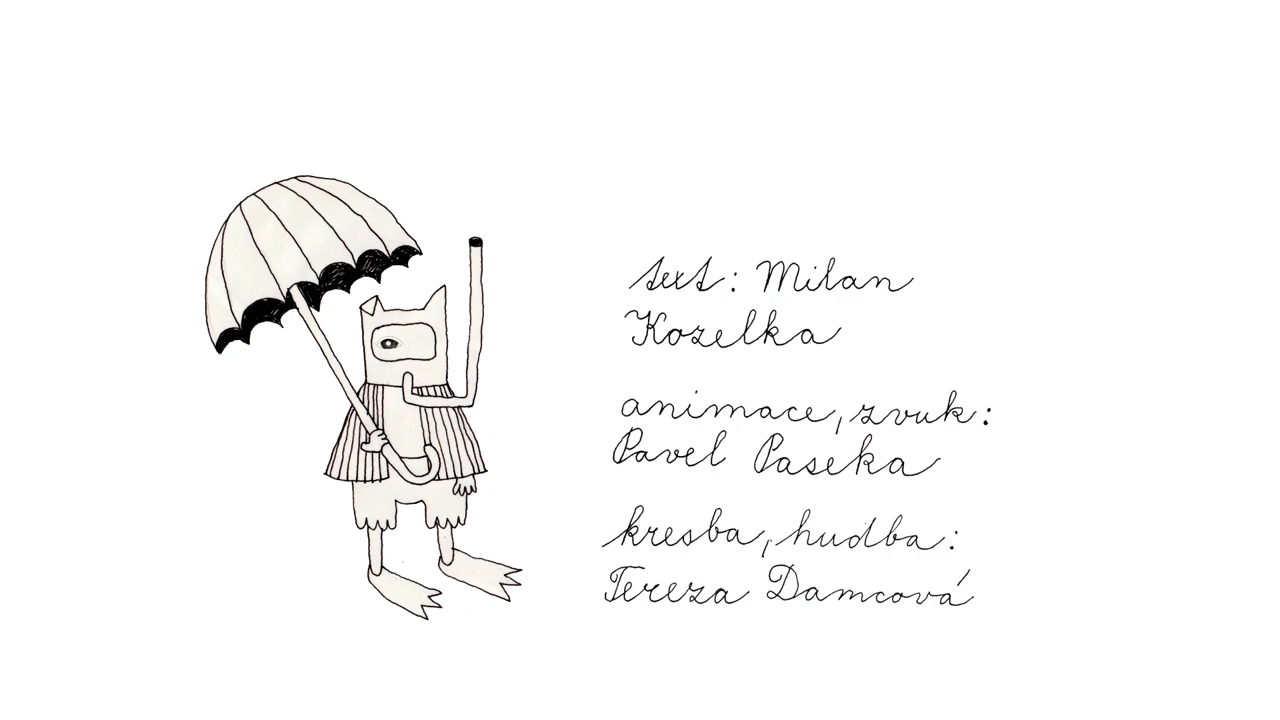 text: Milan
Kozelka
animace, zvuk:
Pavel Paseka
kresba, hudba:
Tereza Damcová